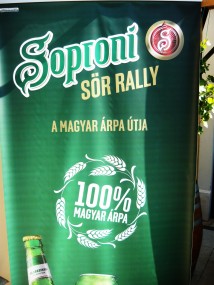 Soproni
S
SÖR RALLY
A MAGYAR ÁRPA ÚTJA
100%
MAGYAR ÁRPA